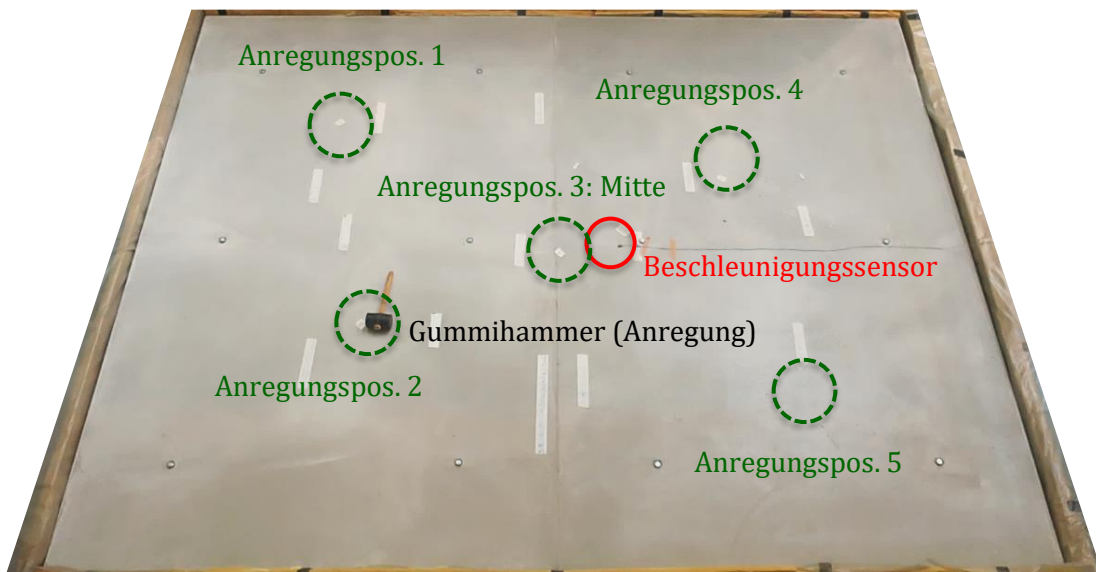 Anregungspos. 1
Anregungspos. 4
Anregungspos. 3: Mitte
Beschleunigungssensor
Gummihammer (Anregung)
Anregungspos. 2
Anregungspos. 5